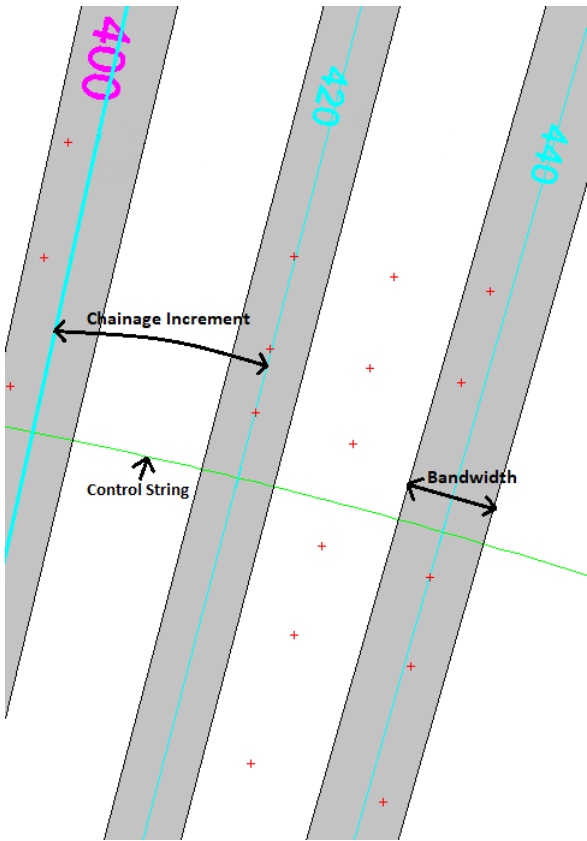 400
420
440
Chainage Increment
Control String
Bandwidth